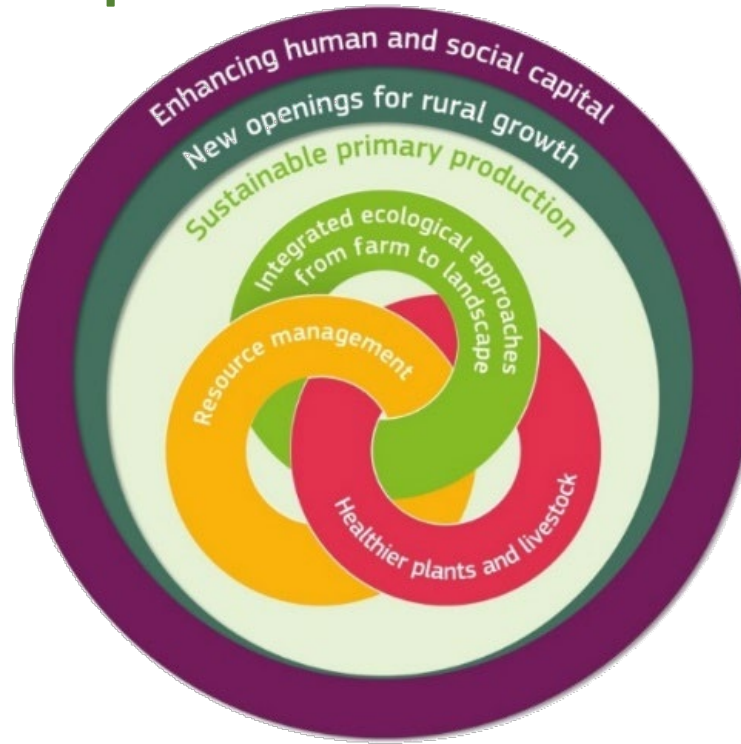 Enhancing human and social capital
New openings for rural growth
Sustainable primary production
Integrated ecological approaches
from farm to landscape
Resource management
Healthier plants and livestock